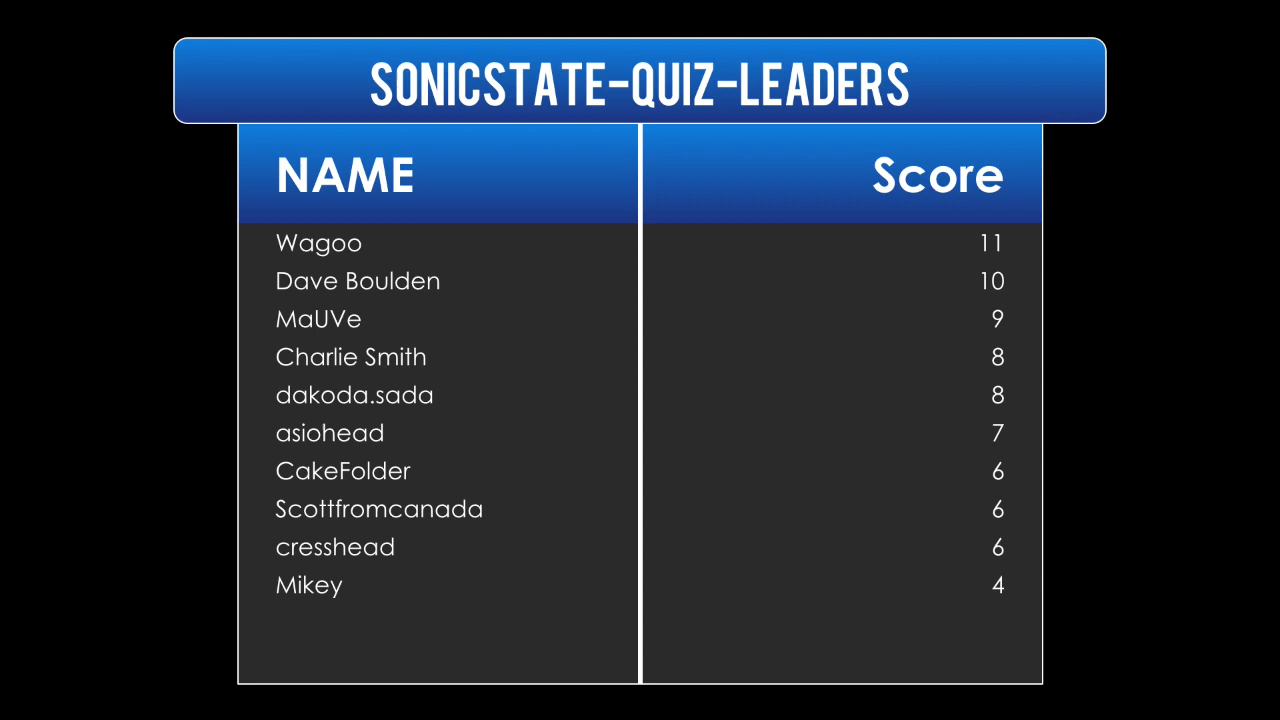 SONICSTATE-QUIZ-LEADERS
NAME Score
Wagoo 11
Dave Boulden 10
MaUVe 9
Charlie Smith 8
dakoda.sada 8
asiohead 7
CakeFolder 6
Scottfromcanada 6
cresshead 6
Mikey 4